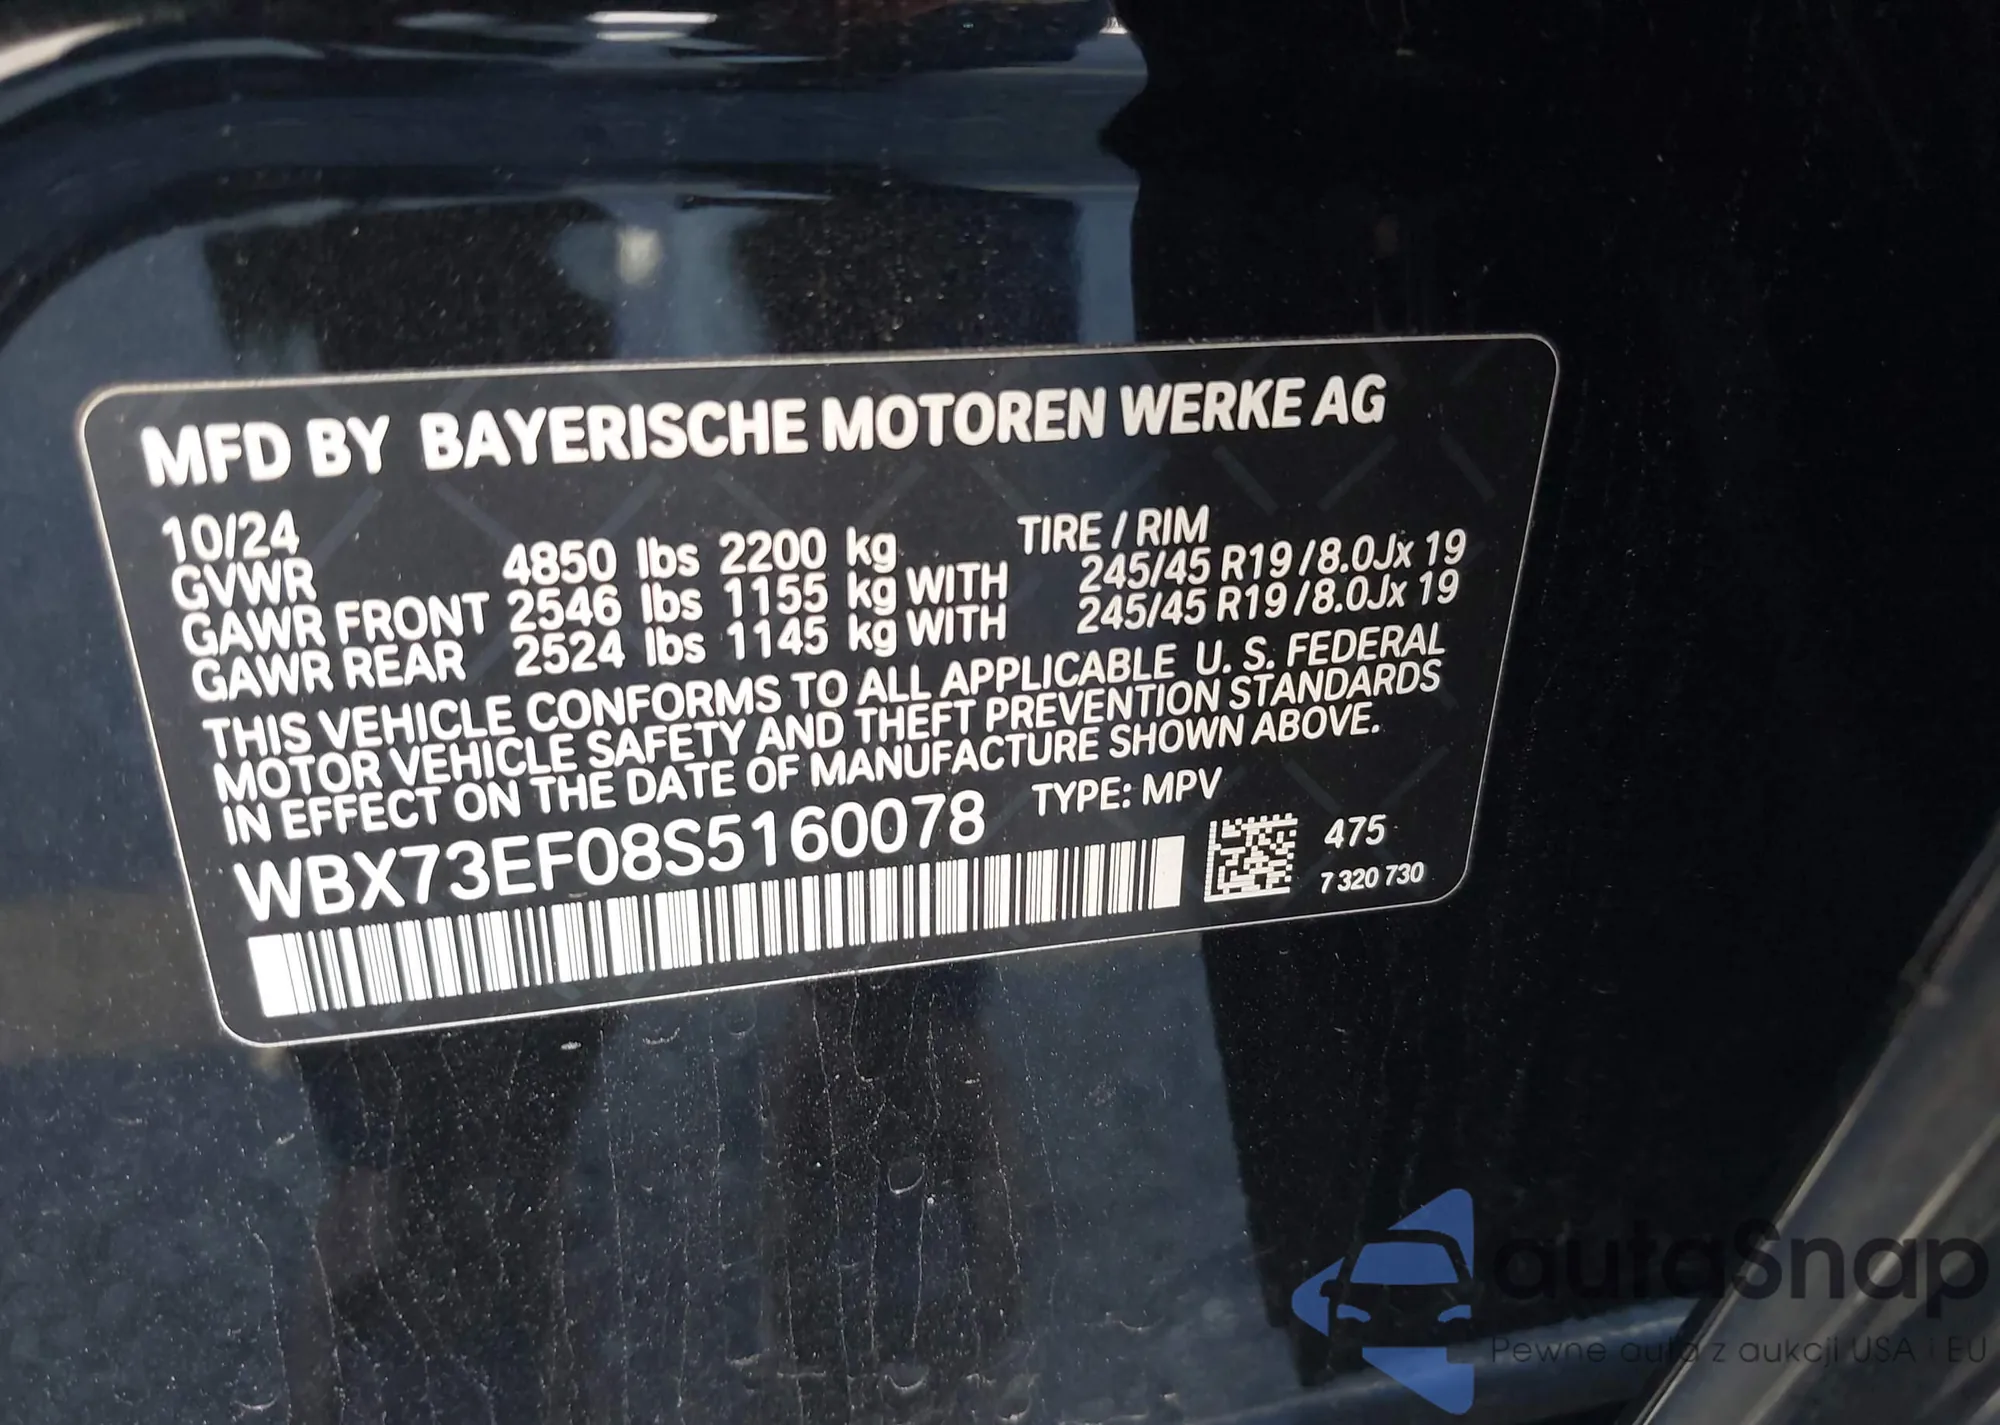 MFD BY BAYERISCHE MOTOREN WERKE AG
10/24 TIRE / RIM
GVWR 4850 lbs 2200 kg
GAWR FRONT 2546 lbs 1155 kg WITH 245/45 R19 /8.0Jx 19
GAWR REAR 2524 lbs 1145 kg WITH 245/45 R19 /8.0Jx 19
THIS VEHICLE CONFORMS TO ALL APPLICABLE U. S. FEDERAL
MOTOR VEHICLE SAFETY AND THEFT PREVENTION STANDARDS
IN EFFECT ON THE DATE OF MANUFACTURE SHOWN ABOVE.
WBX73EF08S5160078 TYPE: MPV
475
7 320 730
autaSnap
Pewne auta z aukcji USA i EU